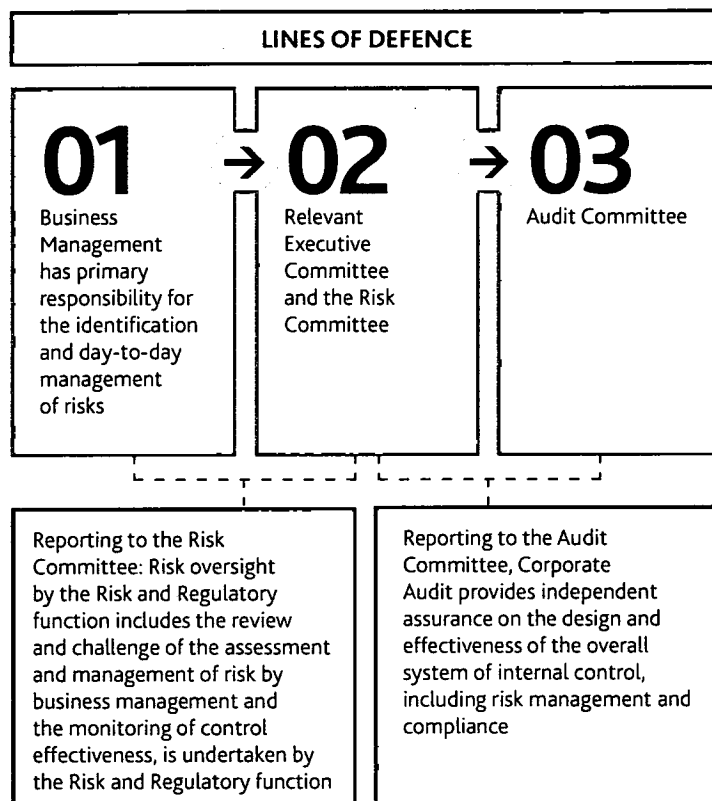 LINES OF DEFENCE
01
Business
Management
has primary
responsibility for
the identification
and day-to-day
management
of risks
→ 02
Relevant
Executive
Committee
and the Risk
Committee
→ 03
Audit Committee
Reporting to the Risk
Committee: Risk oversight
by the Risk and Regulatory
function includes the review
and challenge of the assessment
and management of risk by
business management and
the monitoring of control
effectiveness, is undertaken by
the Risk and Regulatory function
Reporting to the Audit
Committee, Corporate
Audit provides independent
assurance on the design and
effectiveness of the overall
system of internal control,
including risk management and
compliance